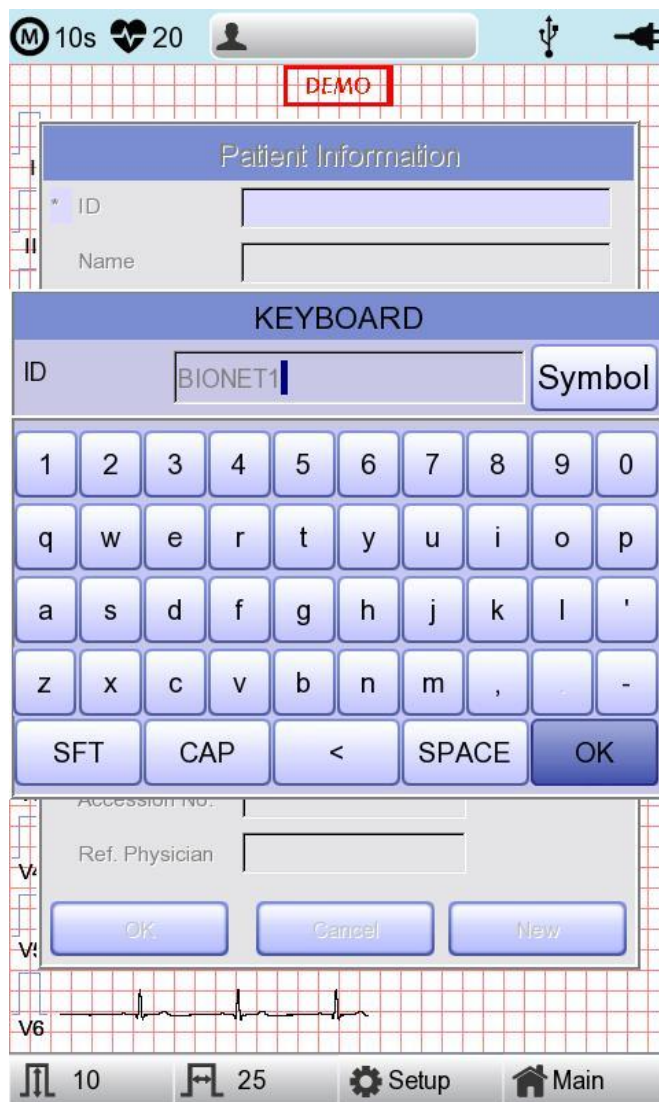 M 10s 20
DEMO
Patient Information
* ID
Name
KEYBOARD
ID BIONET1 Symbol
1 2 3 4 5 6 7 8 9 0
q w e r t y u i o p
a s d f g h j k l '
z x c v b n m , . -
SFT CAP < SPACE OK
Accession No.
Ref. Physician
OK Cancel New
V6
10 25 Setup Main